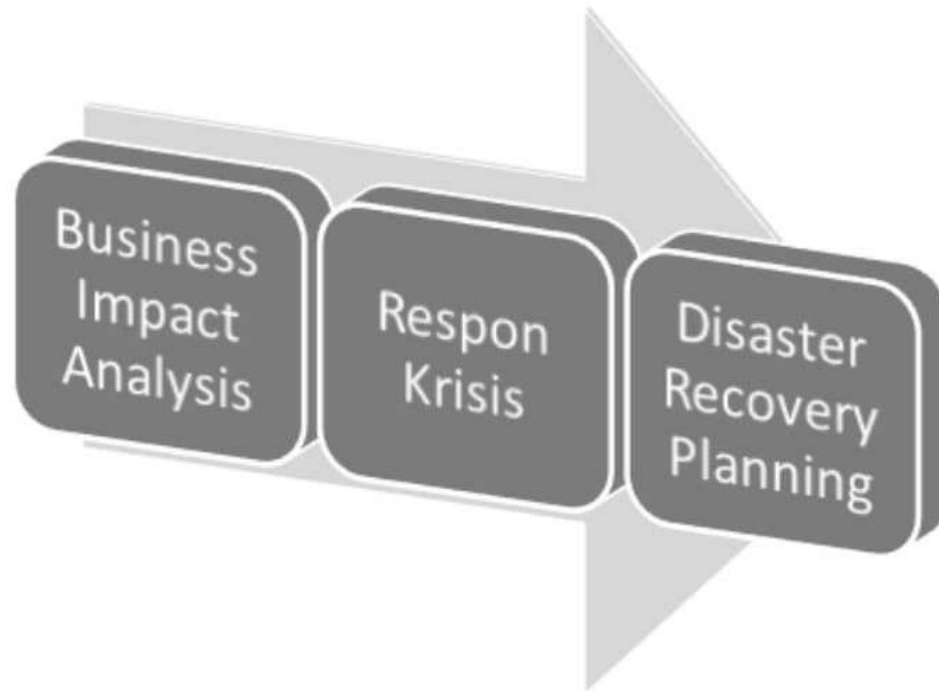 Business
Impact
Analysis
Respon
Krisis
Disaster
Recovery
Planning